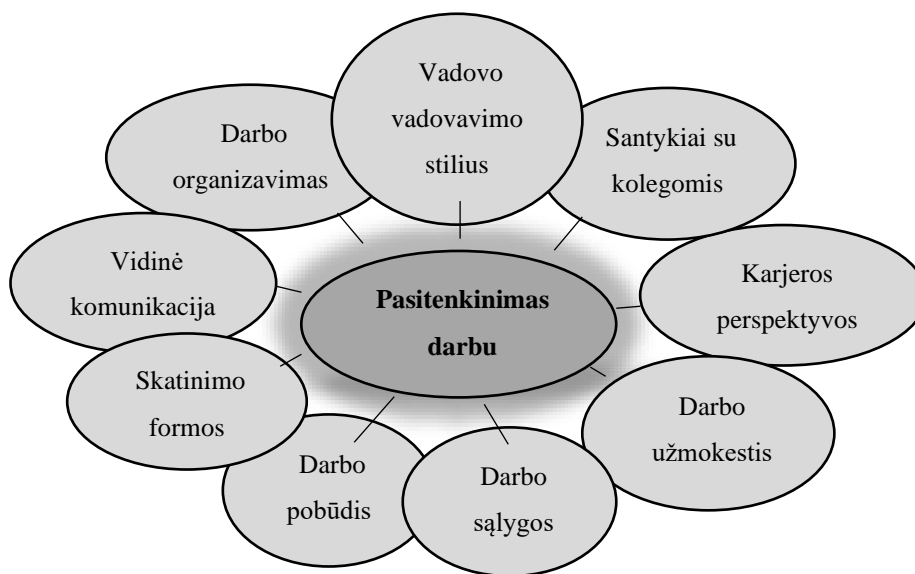 Vadovo
vadovavimo
stilius
Darbo
organizavimas
Santykiai su
kolegomis
Vidinė
komunikacija
Karjeros
perspektyvos
Pasitenkinimas
darbu
Skatinimo
formos
Darbo
užmokestis
Darbo
pobūdis
Darbo
sąlygos